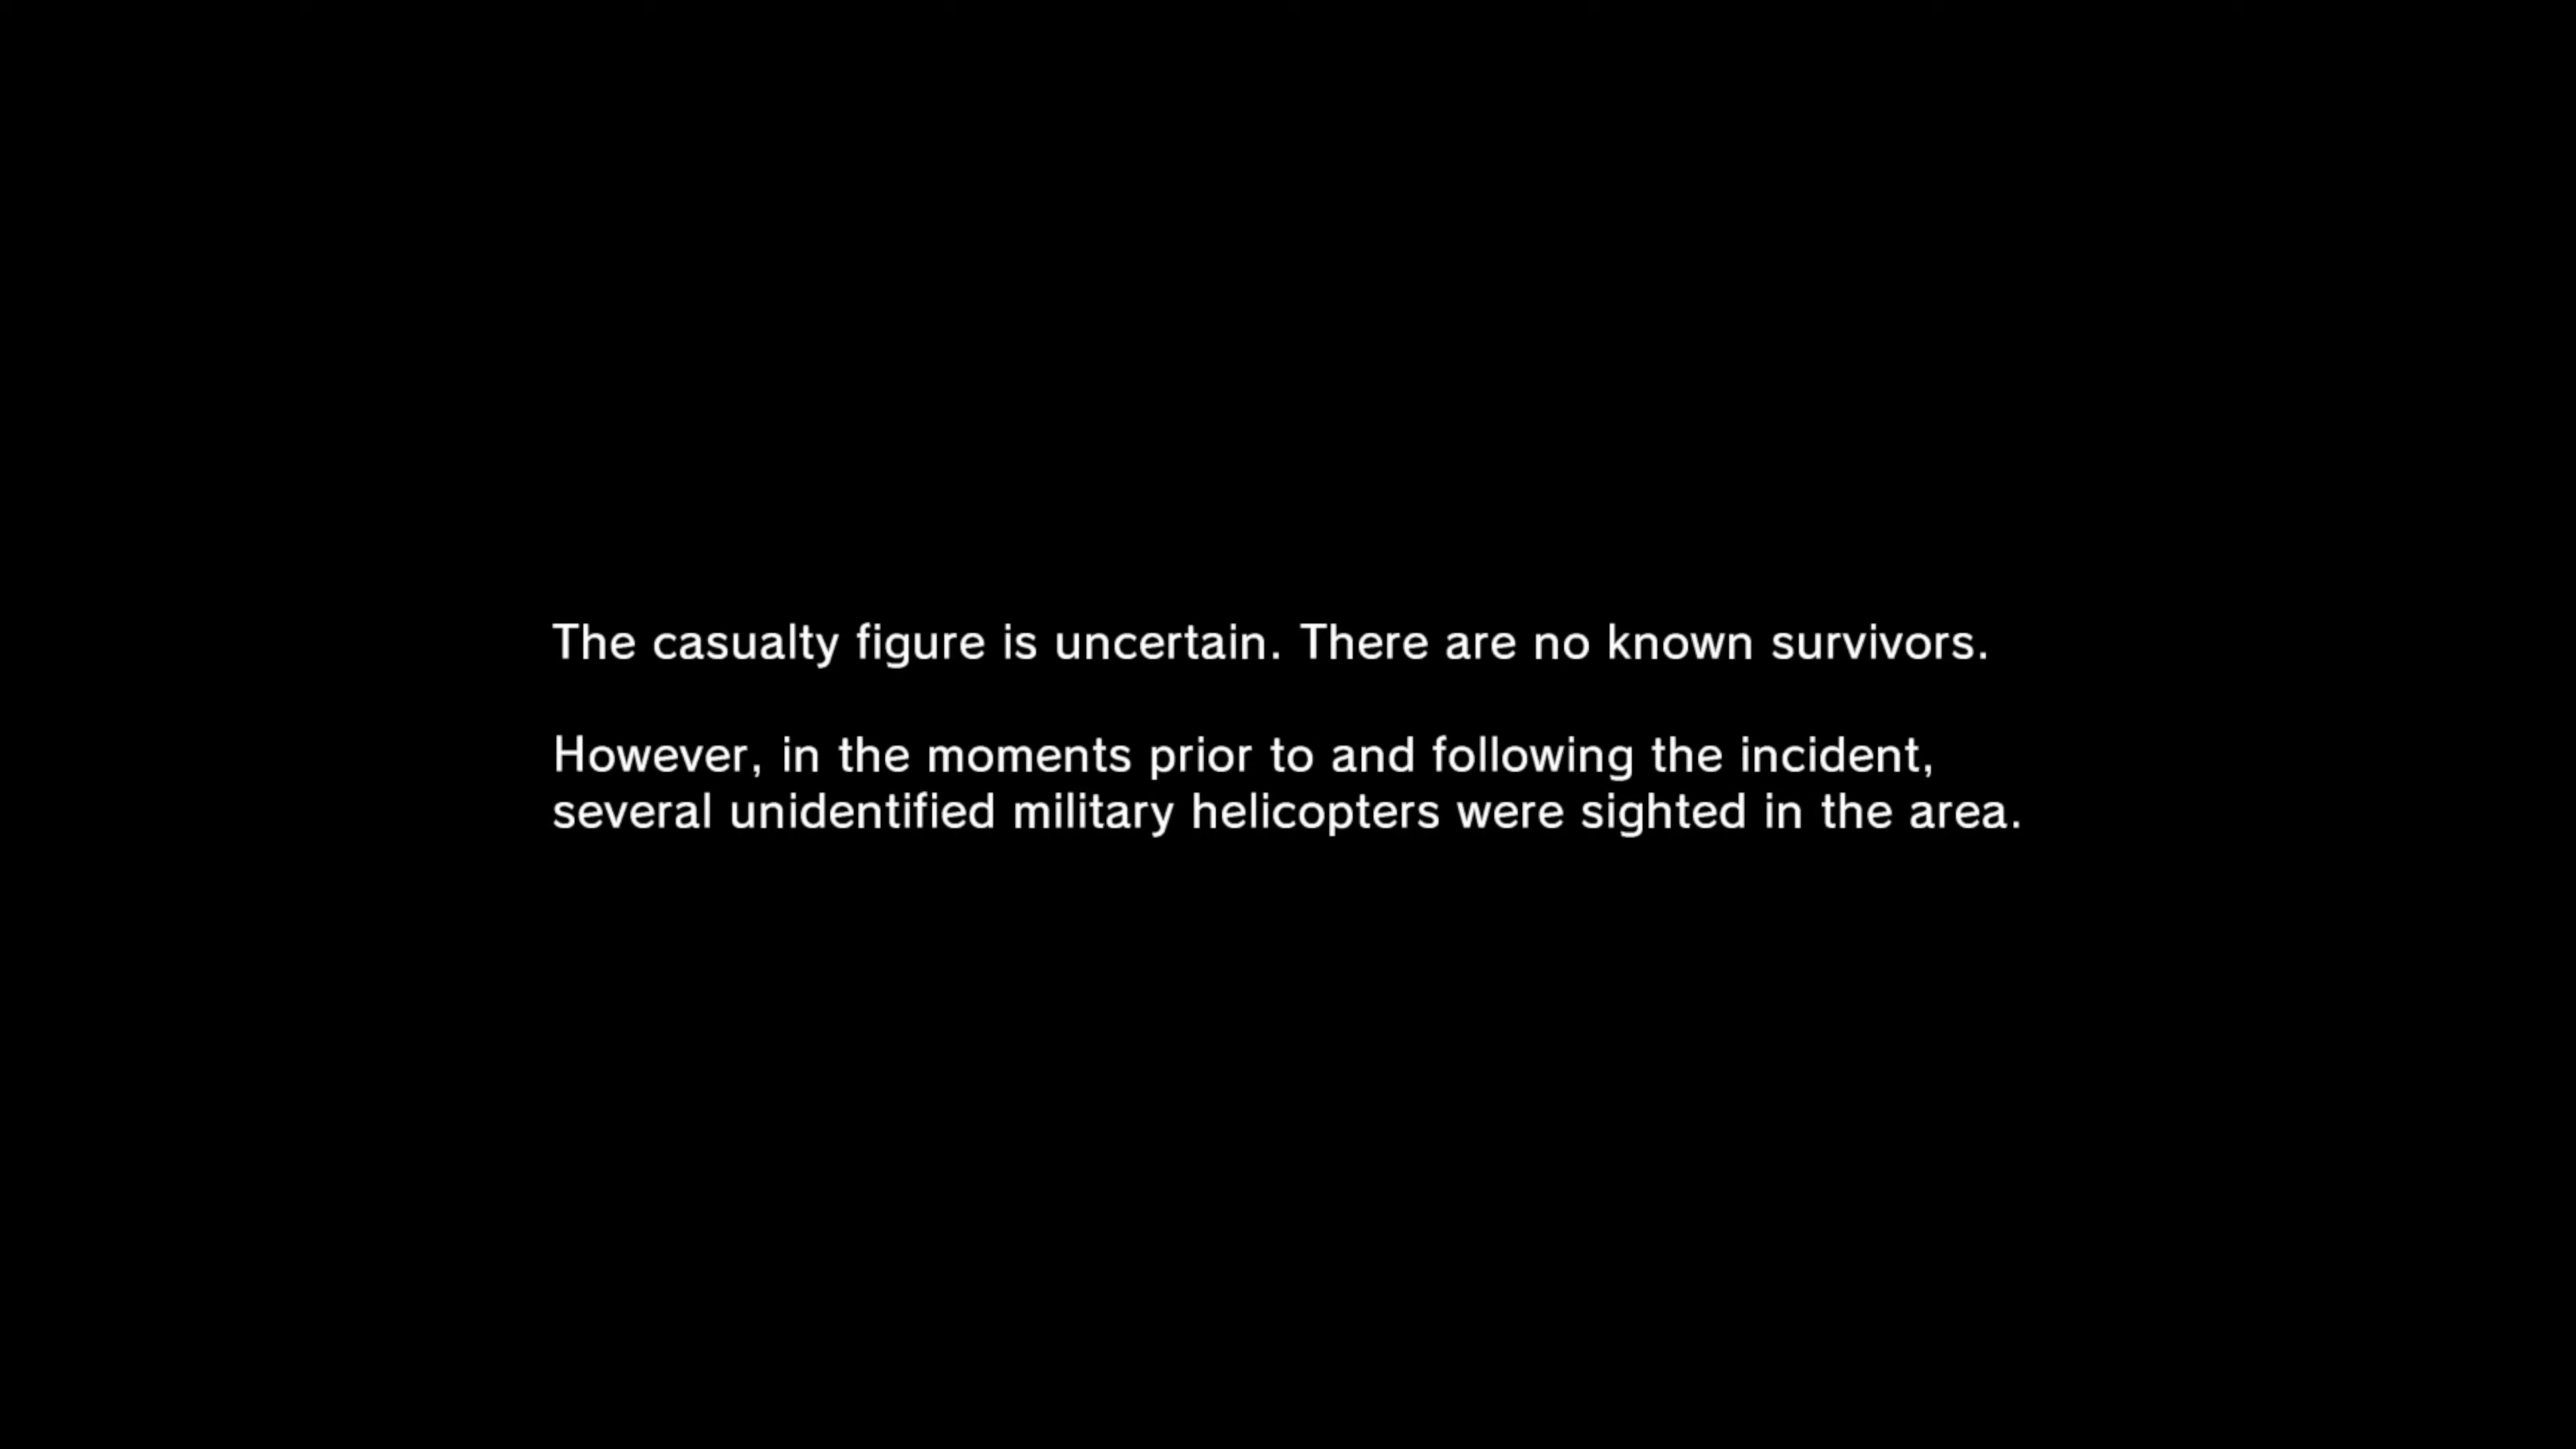 The casualty figure is uncertain. There are no known survivors.
However, in the moments prior to and following the incident,
several unidentified military helicopters were sighted in the area.